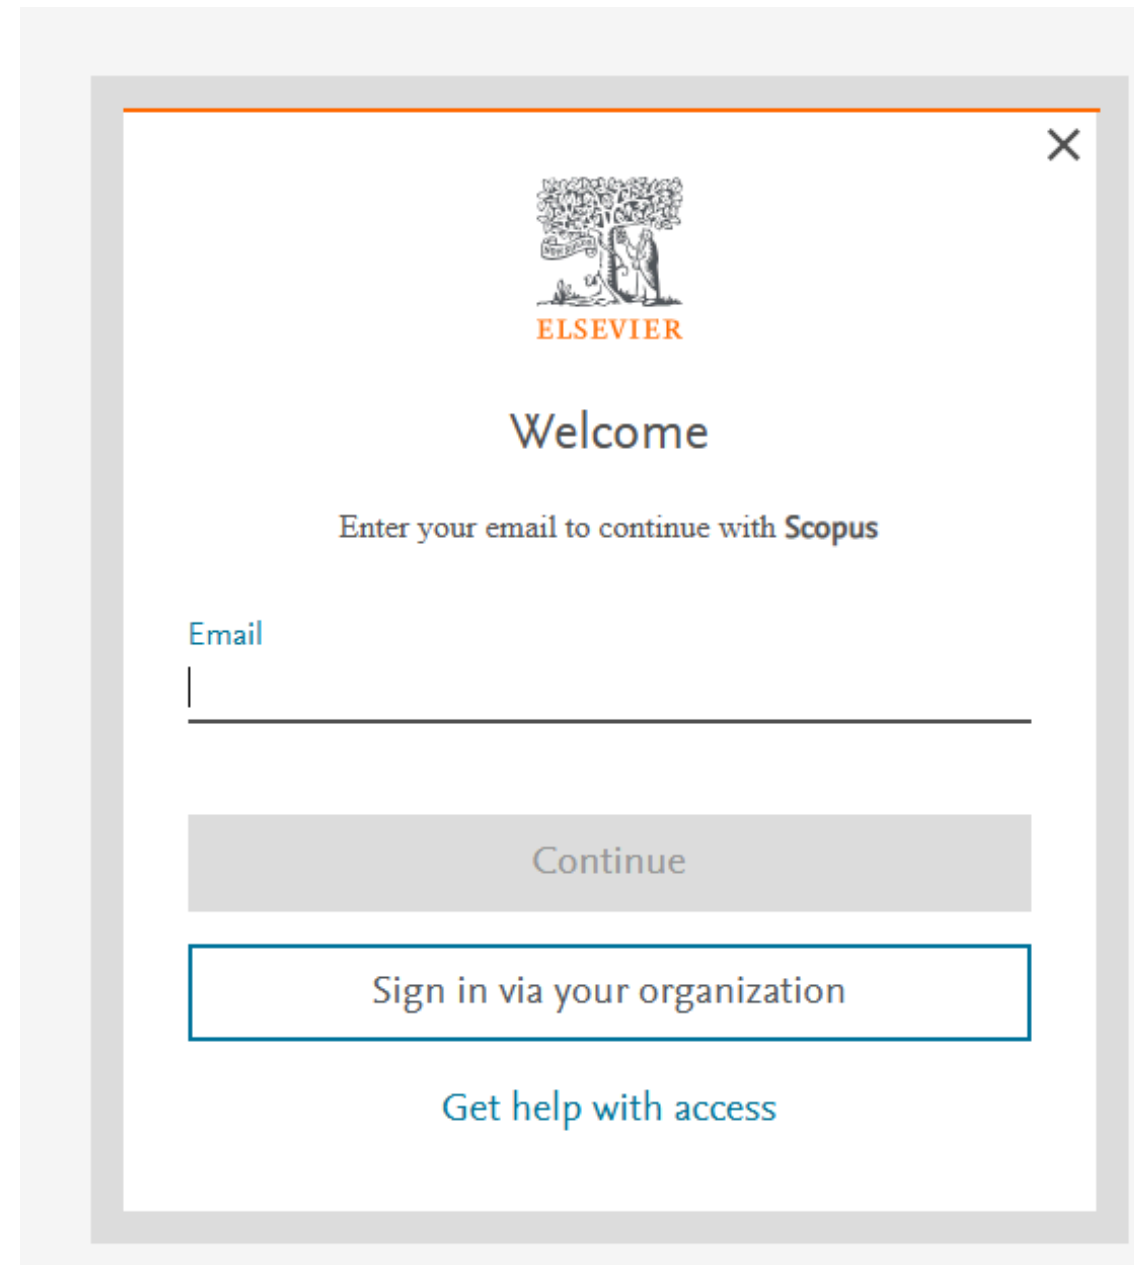 ELSEVIER
Welcome
Enter your email to continue with Scopus
Email
Continue
Sign in via your organization
Get help with access